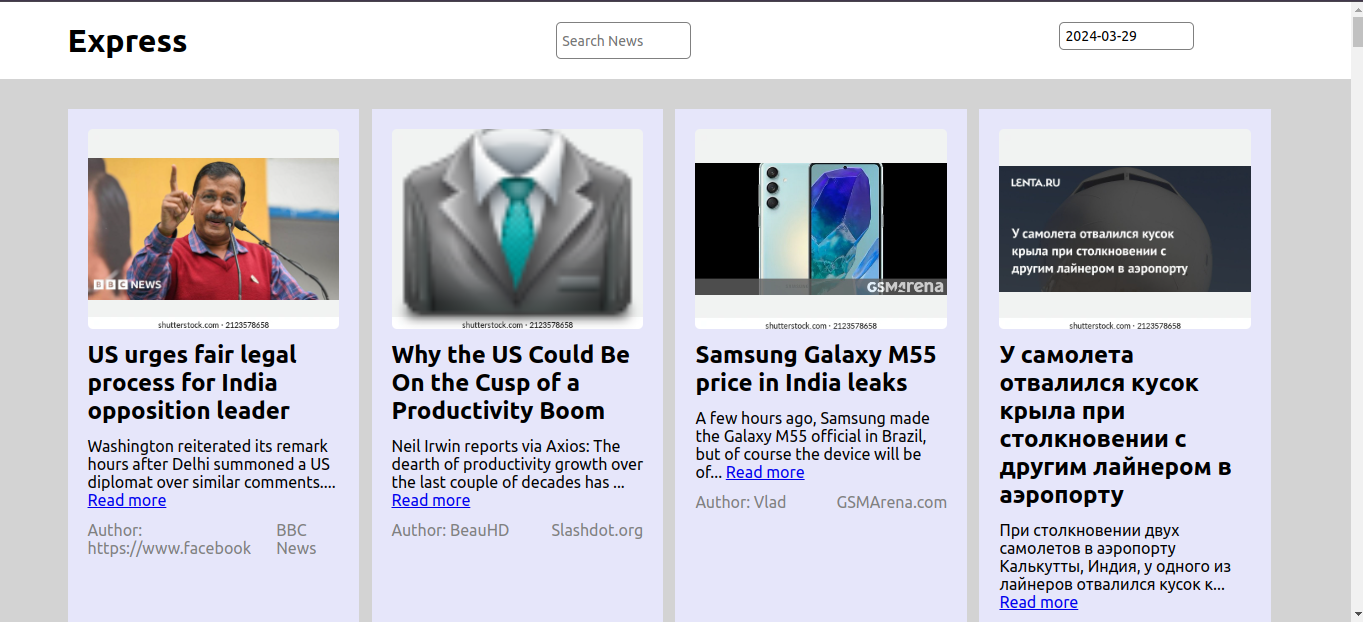 Express
Search News
2024-03-29
BBC NEWS
shutterstock.com · 2123578658
US urges fair legal
process for India
opposition leader
Washington reiterated its remark
hours after Delhi summoned a US
diplomat over similar comments....
Read more
Author:
https://www.facebook
BBC
News
shutterstock.com · 2123578658
Why the US Could Be
On the Cusp of a
Productivity Boom
Neil Irwin reports via Axios: The
dearth of productivity growth over
the last couple of decades has ...
Read more
Author: BeauHD
Slashdot.org
GSMArena
shutterstock.com · 2123578658
Samsung Galaxy M55
price in India leaks
A few hours ago, Samsung made
the Galaxy M55 official in Brazil,
but of course the device will be
of... Read more
Author: Vlad
GSMArena.com
LENTA.RU
У самолета отвалился кусок
крыла при столкновении с
другим лайнером в аэропорту
shutterstock.com · 2123578658
У самолета
отвалился кусок
крыла при
столкновении с
другим лайнером в
аэропорту
При столкновении двух
самолетов в аэропорту
Калькутты, Индия, у одного из
лайнеров отвалился кусок к...
Read more